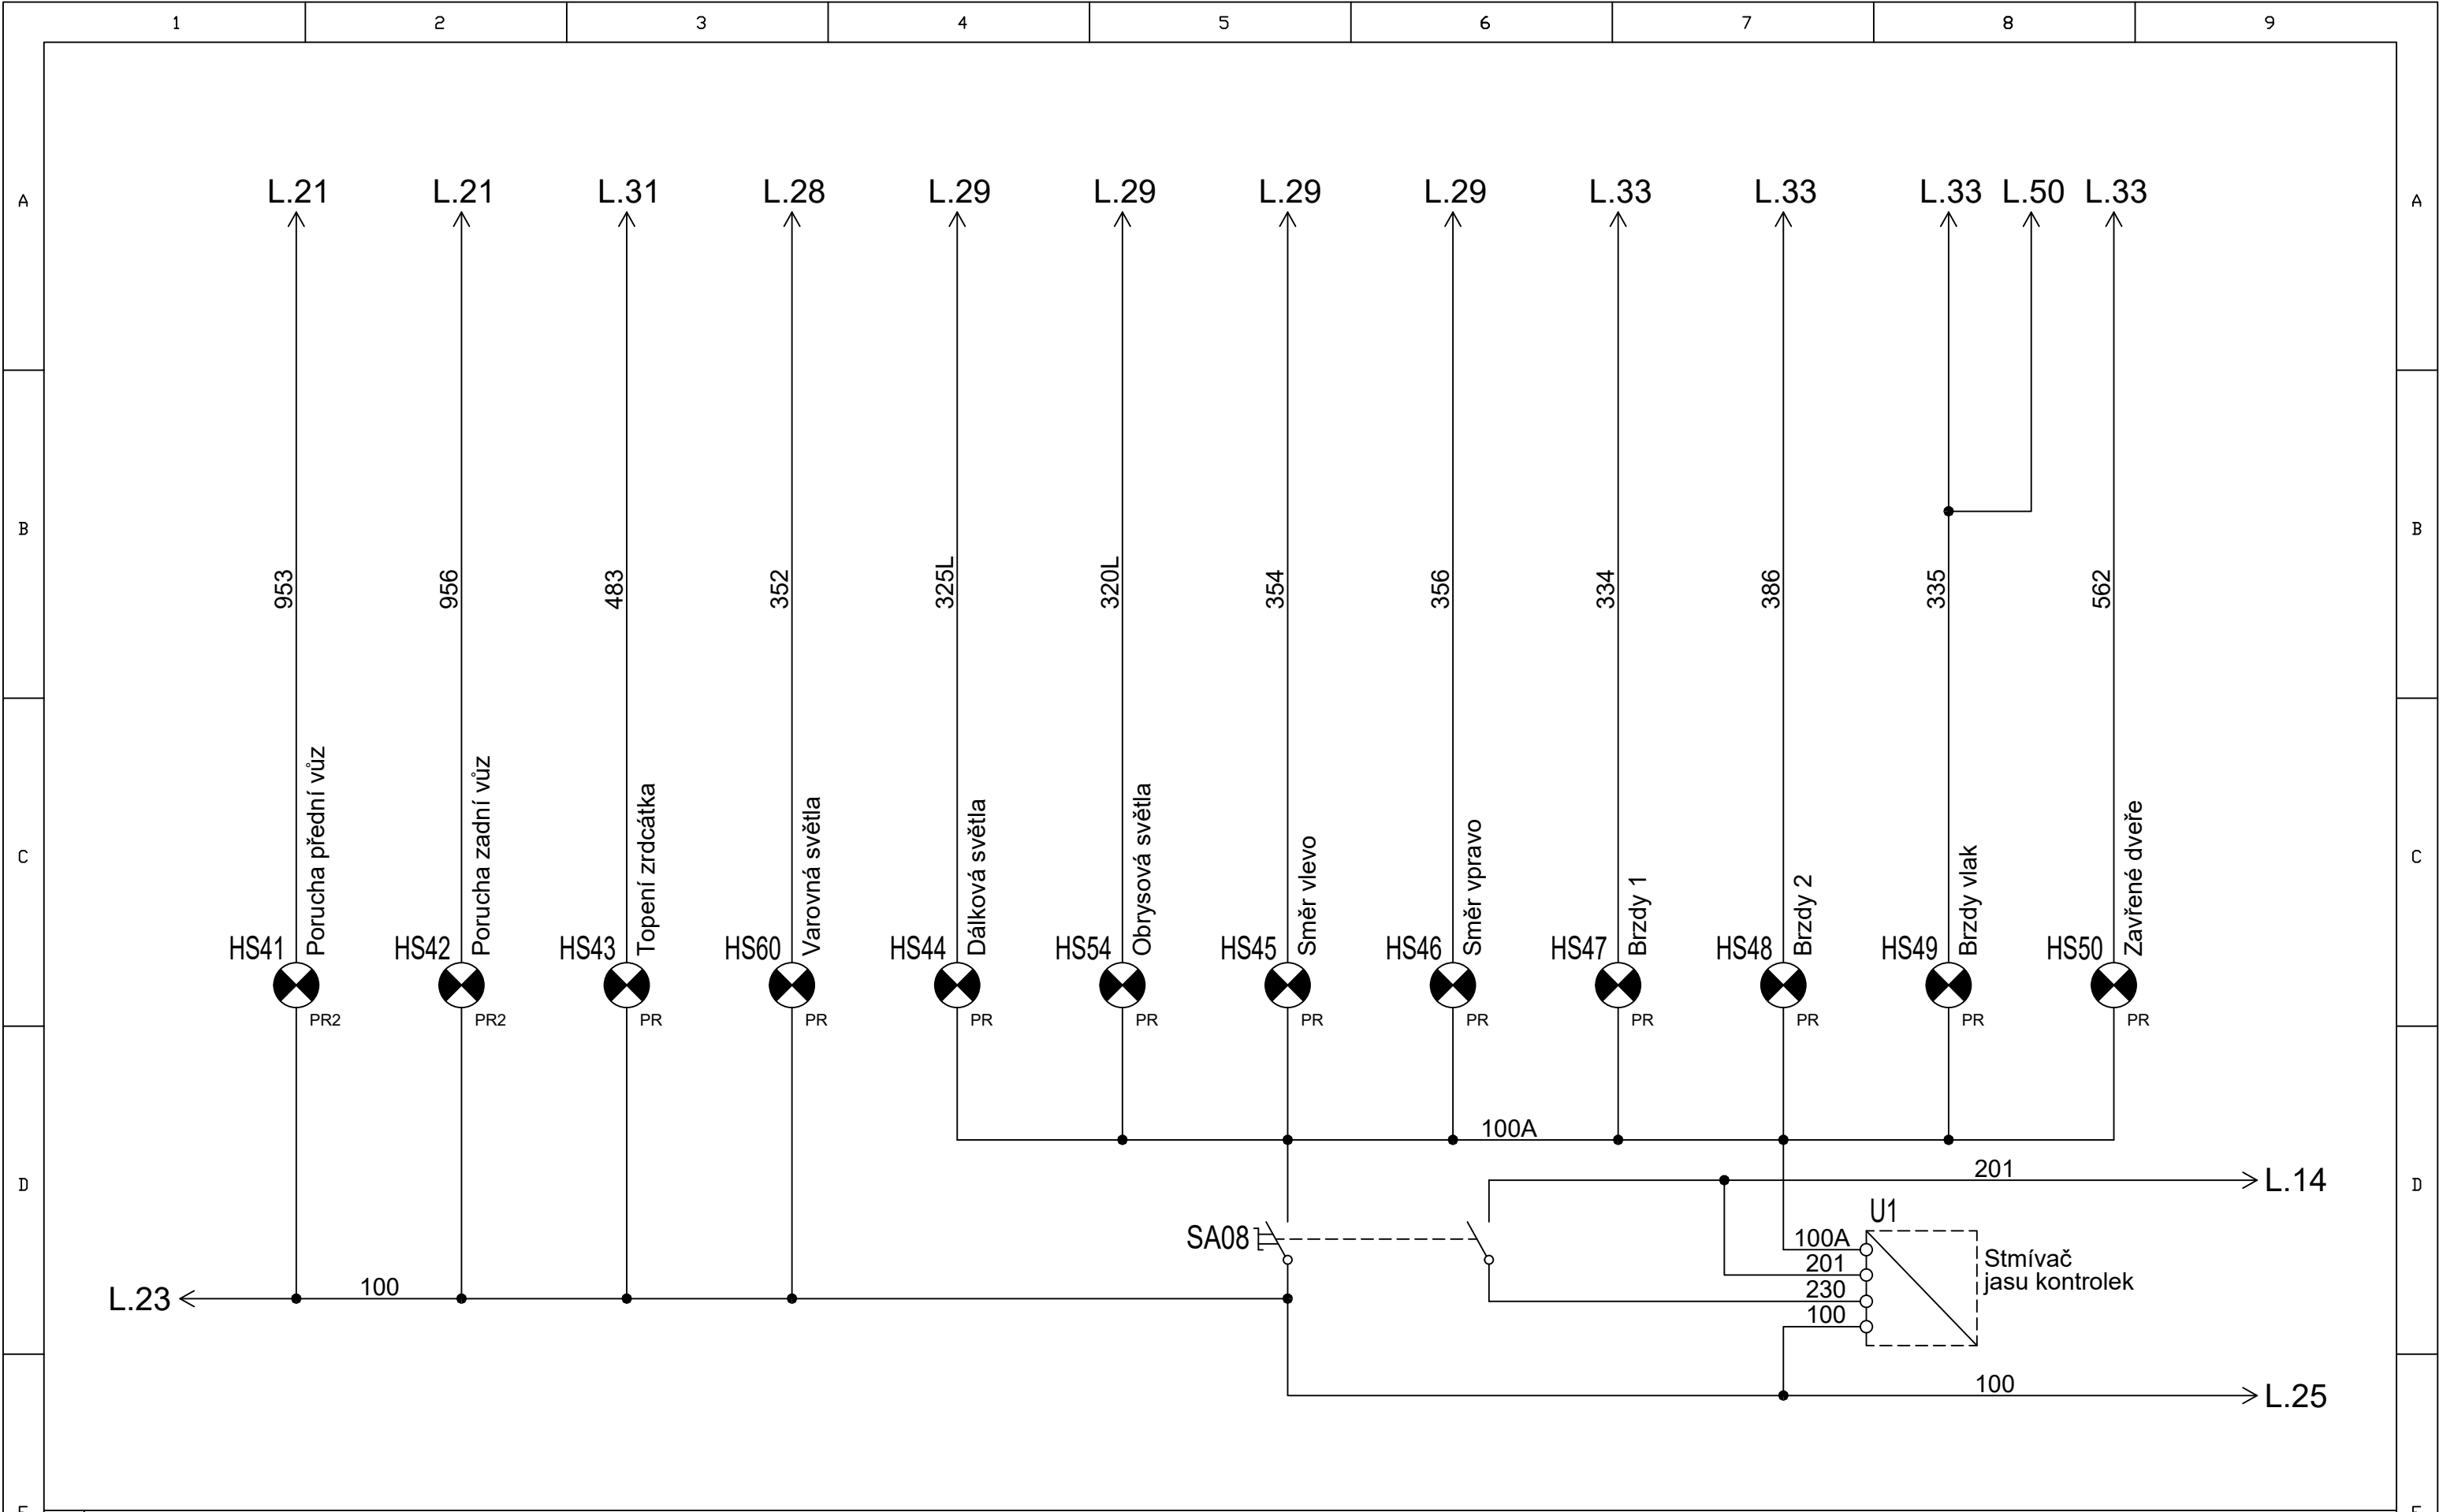 1 2 3 4 5 6 7 8 9
A L.21 L.21 L.31 L.28 L.29 L.29 L.29 L.29 L.33 L.33 L.33 L.50 L.33 A
B B
953 956 483 352 325L 320L 354 356 334 386 335 562
Porucha přední vůz
Porucha zadní vůz
Topení zrdcátka
Varovná světla
Dálková světla
Obrysová světla
Směr vlevo
Směr vpravo
Brzdy 1
Brzdy 2
Brzdy vlak
Zavřené dveře
C C
HS41 HS42 HS43 HS60 HS44 HS54 HS45 HS46 HS47 HS48 HS49 HS50
PR2 PR2 PR PR PR PR PR PR PR PR PR PR
100A
201
L.14
D D
U1
SA08
100A
201
230
100
Stmívač
jasu kontrolek
L.23
100
100
L.25